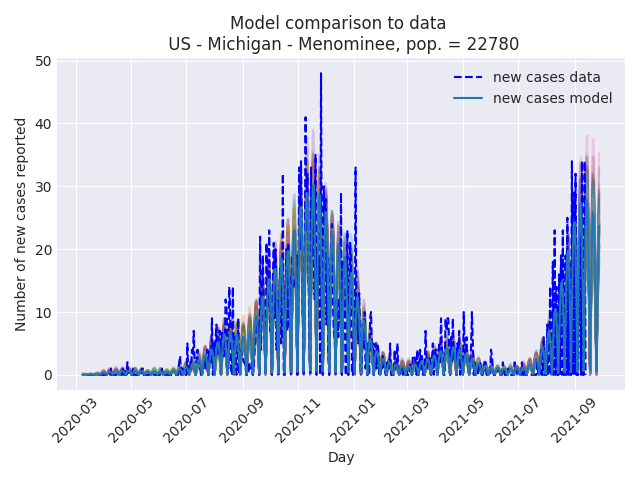 Model comparison to data
US - Michigan - Menominee, pop. = 22780
new cases data
new cases model
Number of new cases reported
50
40
30
20
10
0
2020-03
2020-05
2020-07
2020-09
2020-11
2021-01
2021-03
2021-05
2021-07
2021-09
Day